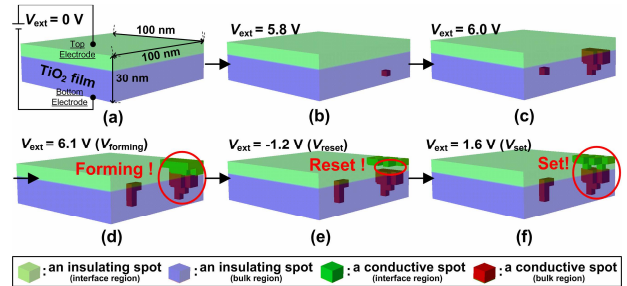 V_ext = 0 V
100 nm
100 nm
Top
Electrode
TiO₂ film
30 nm
Bottom
Electrode
(a)
V_ext = 5.8 V
(b)
V_ext = 6.0 V
(c)
V_ext = 6.1 V (V_forming)
Forming !
(d)
V_ext = -1.2 V (V_reset)
Reset !
(e)
V_ext = 1.6 V (V_set)
Set!
(f)
: an insulating spot
(interface region)
: an insulating spot
(bulk region)
: a conductive spot
(interface region)
: a conductive spot
(bulk region)